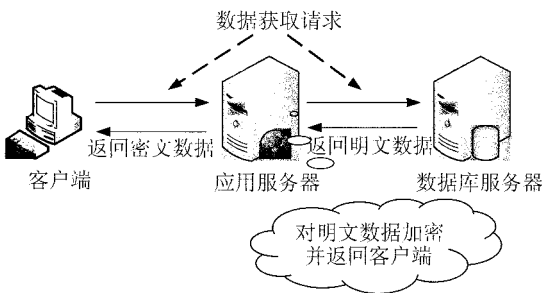 数据获取请求
返回密文数据
返回明文数据
客户端
应用服务器
数据库服务器
对明文数据加密
并返回客户端